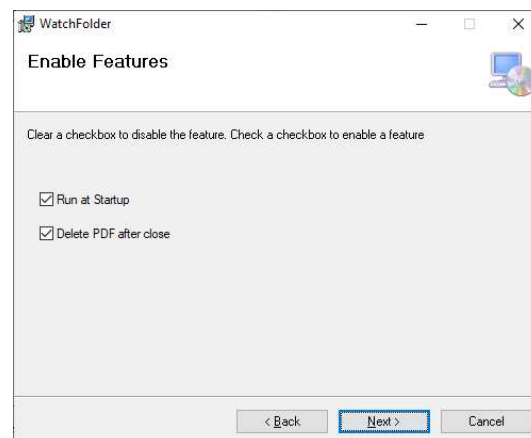 WatchFolder
Enable Features
Clear a checkbox to disable the feature. Check a checkbox to enable a feature
Run at Startup
Delete PDF after close
< Back Next > Cancel